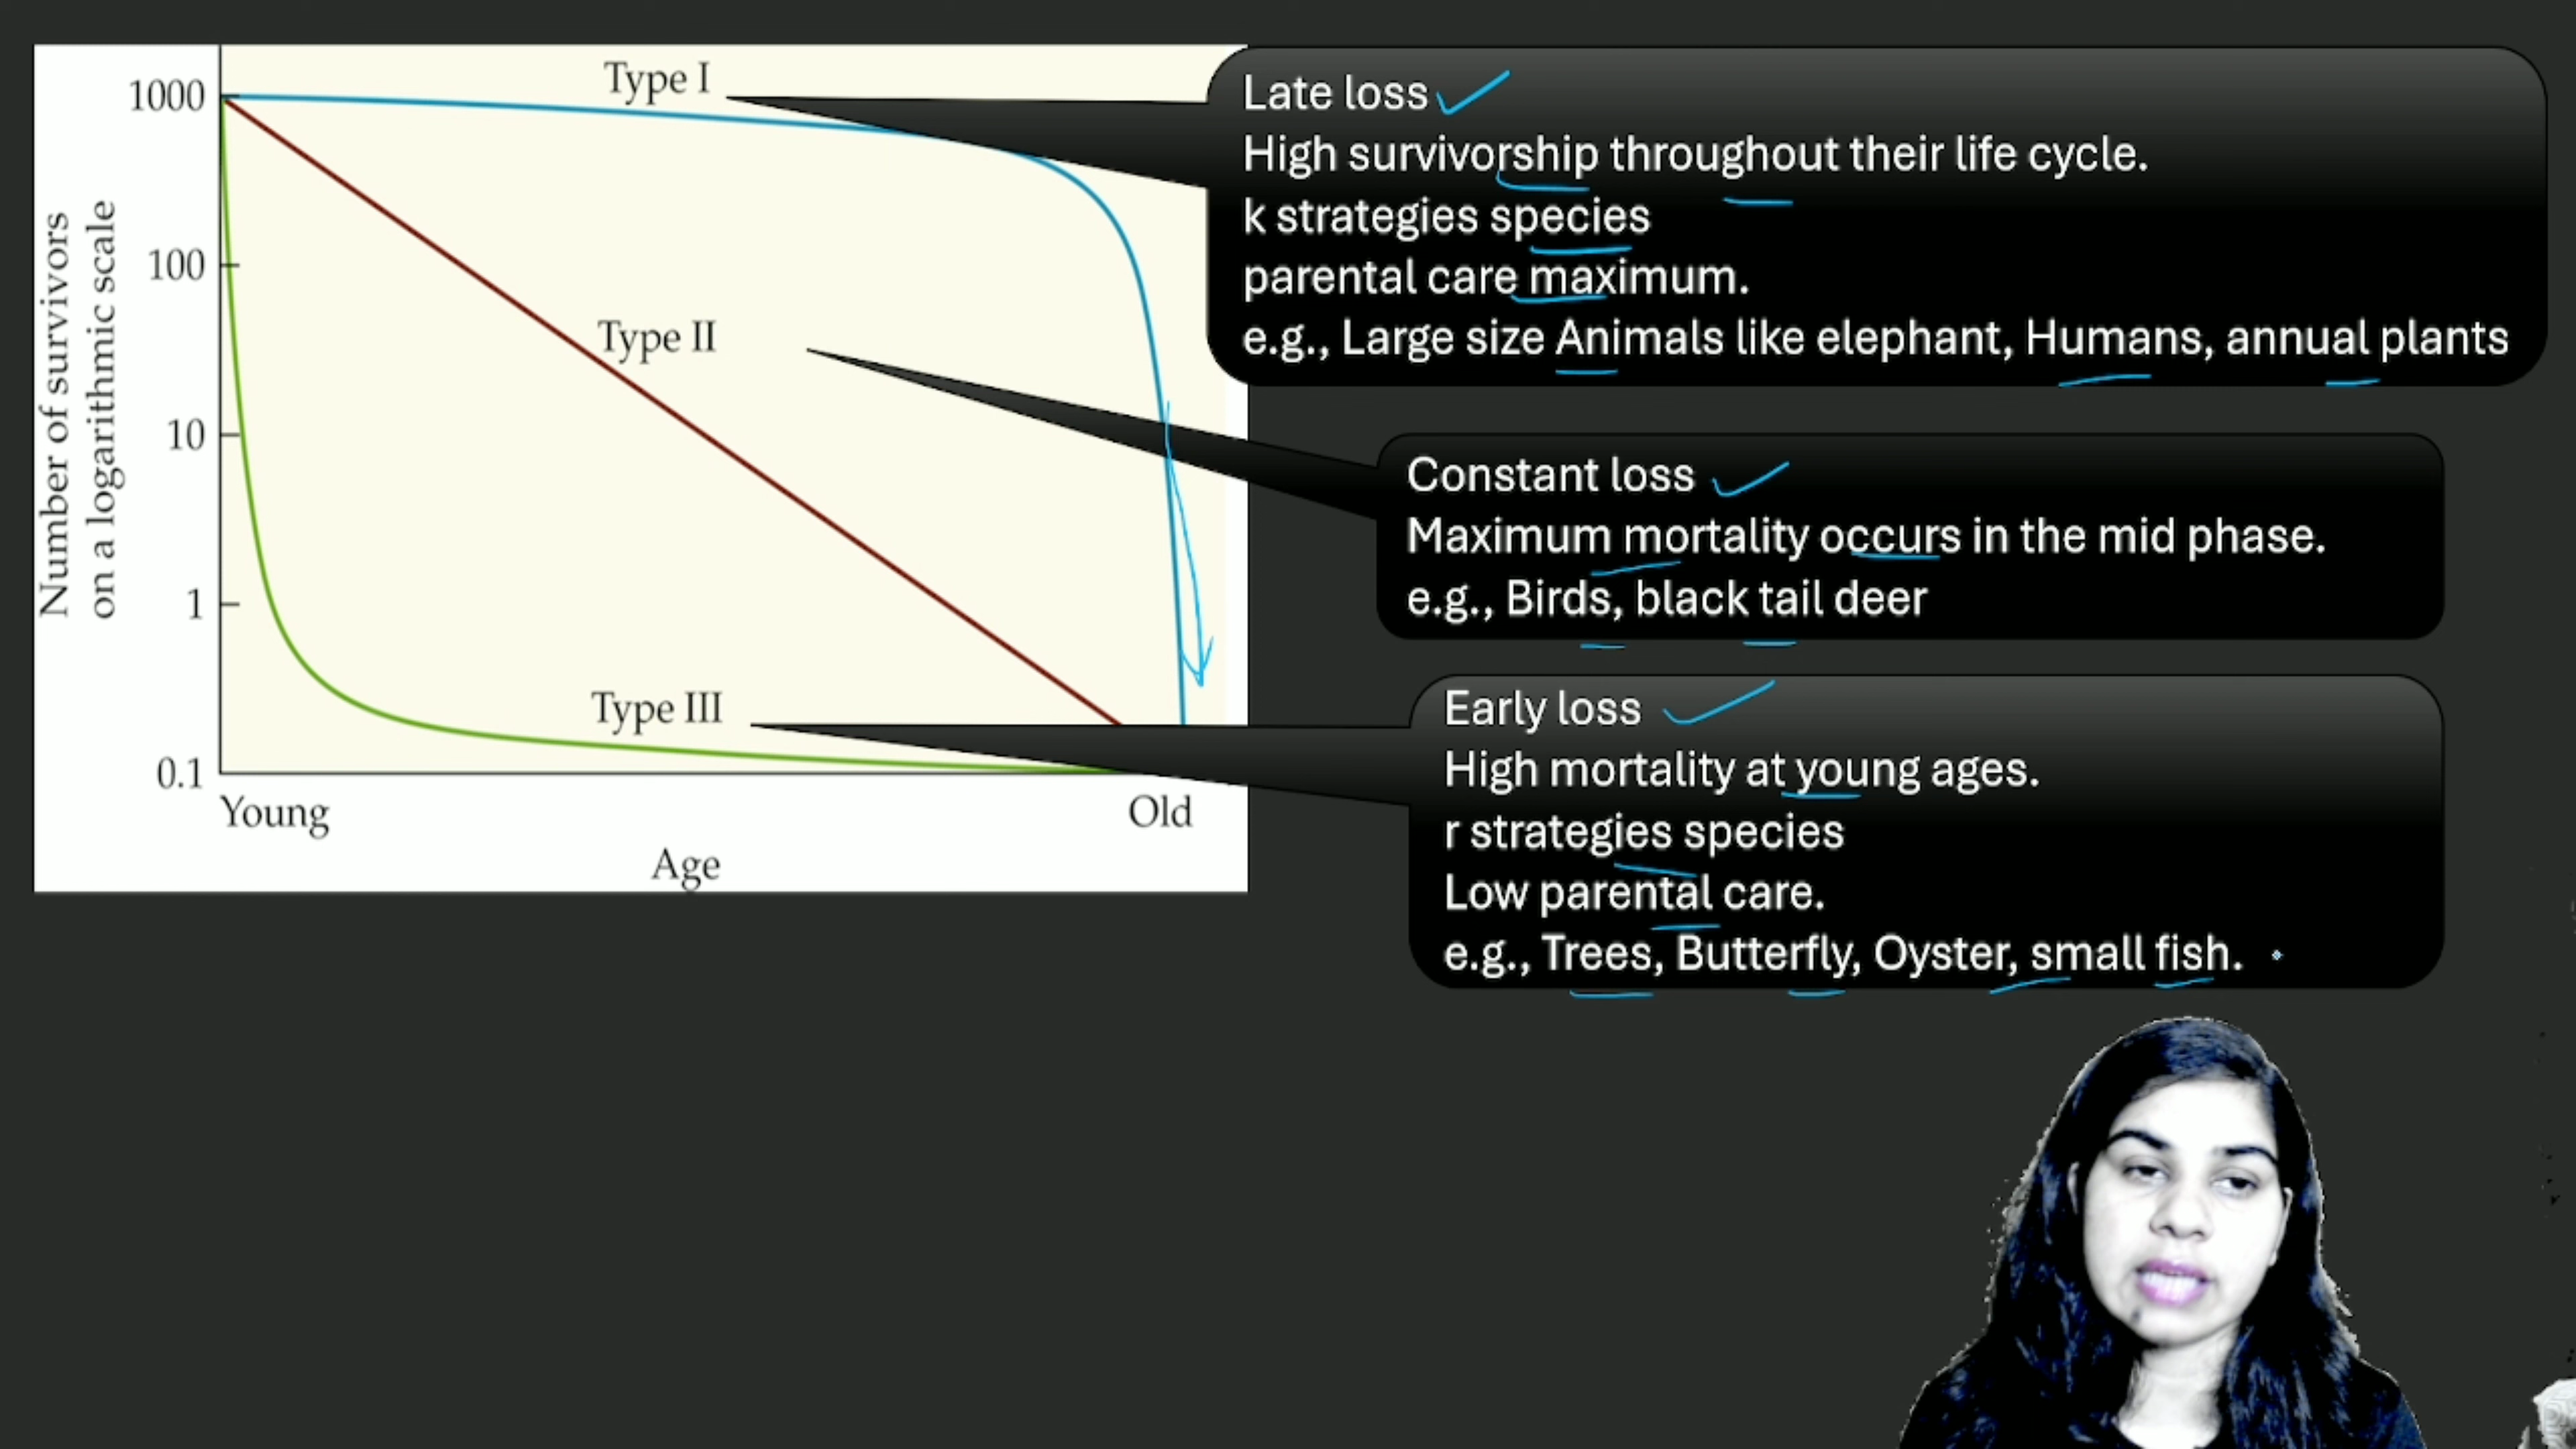 Type I
1000
100
10
1
0.1
Number of survivors
on a logarithmic scale
Type II
Type III
Young
Old
Age
Late loss
High survivorship throughout their life cycle.
k strategies species
parental care maximum.
e.g., Large size Animals like elephant, Humans, annual plants
Constant loss
Maximum mortality occurs in the mid phase.
e.g., Birds, black tail deer
Early loss
High mortality at young ages.
r strategies species
Low parental care.
e.g., Trees, Butterfly, Oyster, small fish.